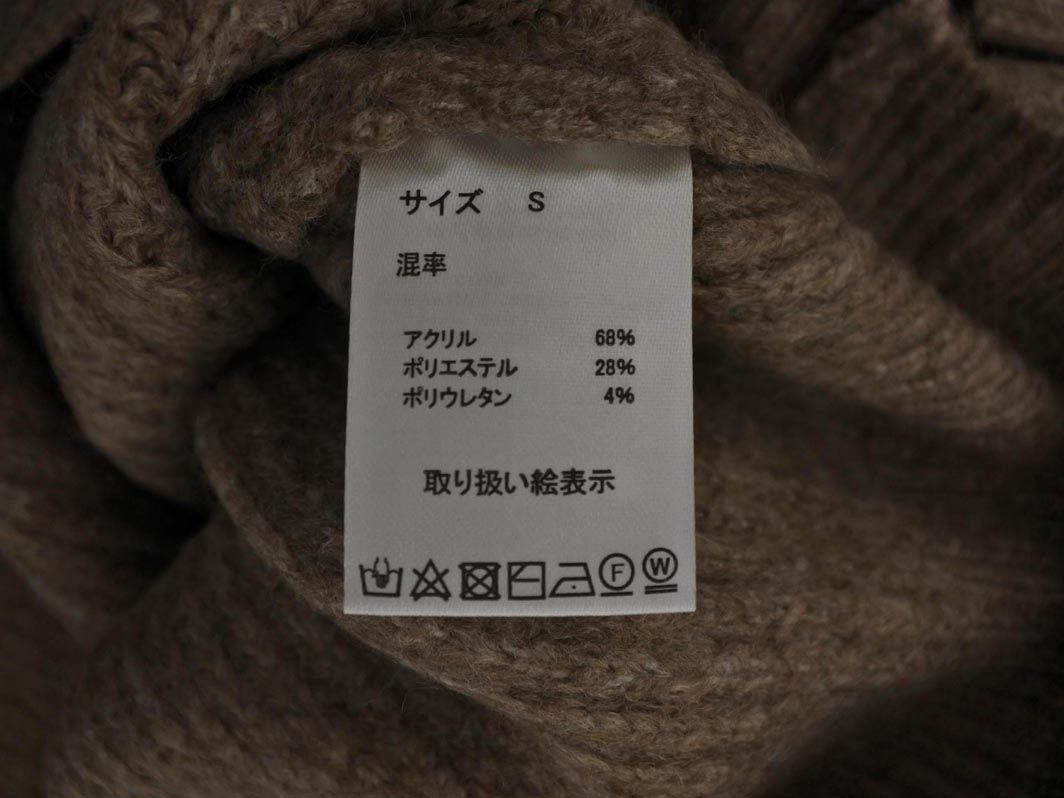 サイズ S
混率
アクリル 68%
ポリエステル 28%
ポリウレタン 4%
取り扱い絵表示
F W